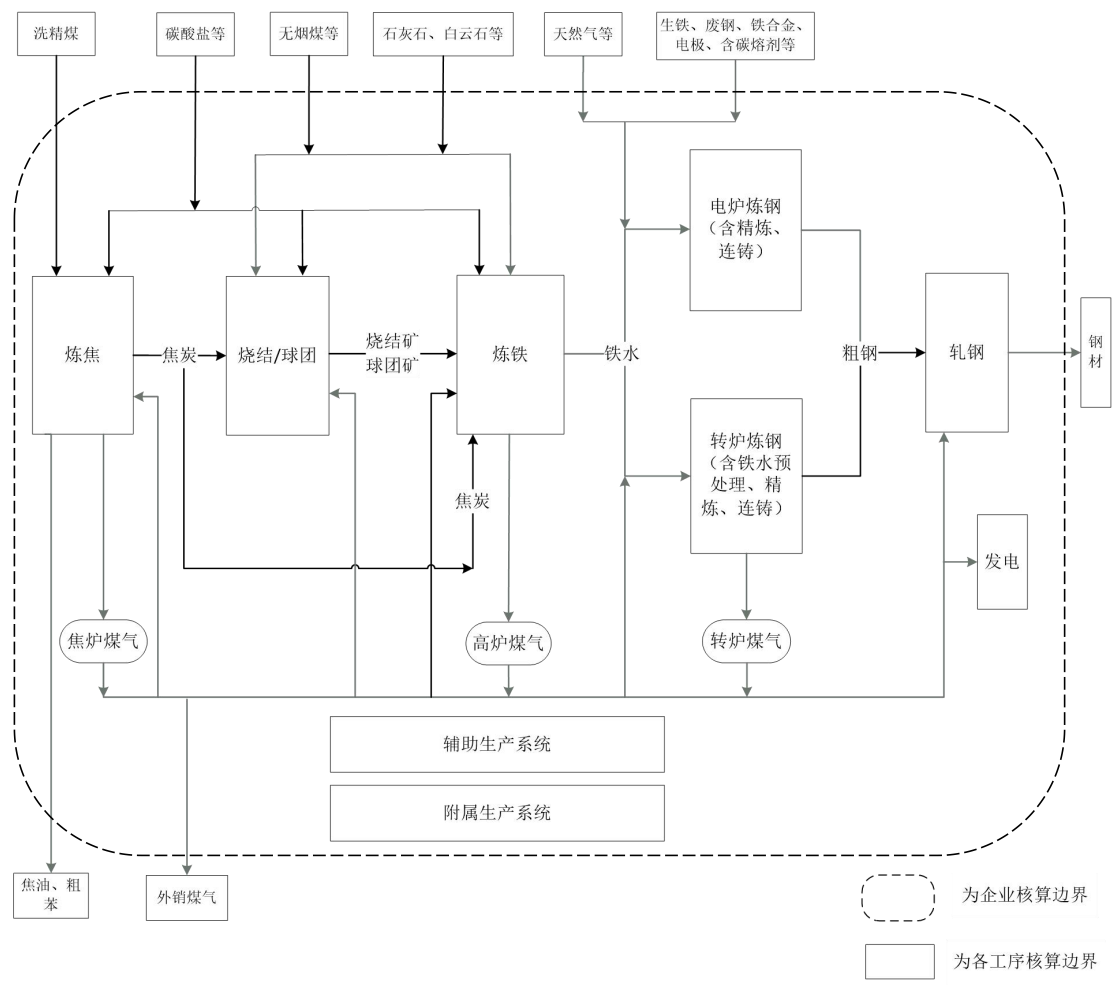 洗精煤
碳酸盐等
无烟煤等
石灰石、白云石等
天然气等
生铁、废钢、铁合金、
电极、含碳熔剂等
电炉炼钢
（含精炼、
连铸）
炼焦
焦炭
烧结/球团
烧结矿
球团矿
炼铁
铁水
粗钢
轧钢
钢
材
转炉炼钢
（含铁水预
处理、精
炼、连铸）
焦炭
发电
焦炉煤气
高炉煤气
转炉煤气
辅助生产系统
附属生产系统
焦油、粗
苯
外销煤气
为企业核算边界
为各工序核算边界